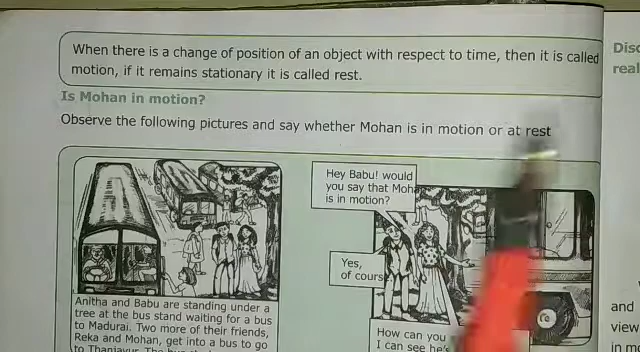 When there is a change of position of an object with respect to time, then it is called
motion, if it remains stationary it is called rest.
Is Mohan in motion?
Observe the following pictures and say whether Mohan is in motion or at rest
Hey Babu! would
you say that
is in motion?
Yes,
of
Anitha and Babu are standing under a
tree at the bus stand waiting for a bus
to Madurai. Two more of their friends,
Reka and Mohan, get into a bus to go
to Thanjavur. The bus
How can you
I can see he's
and
view